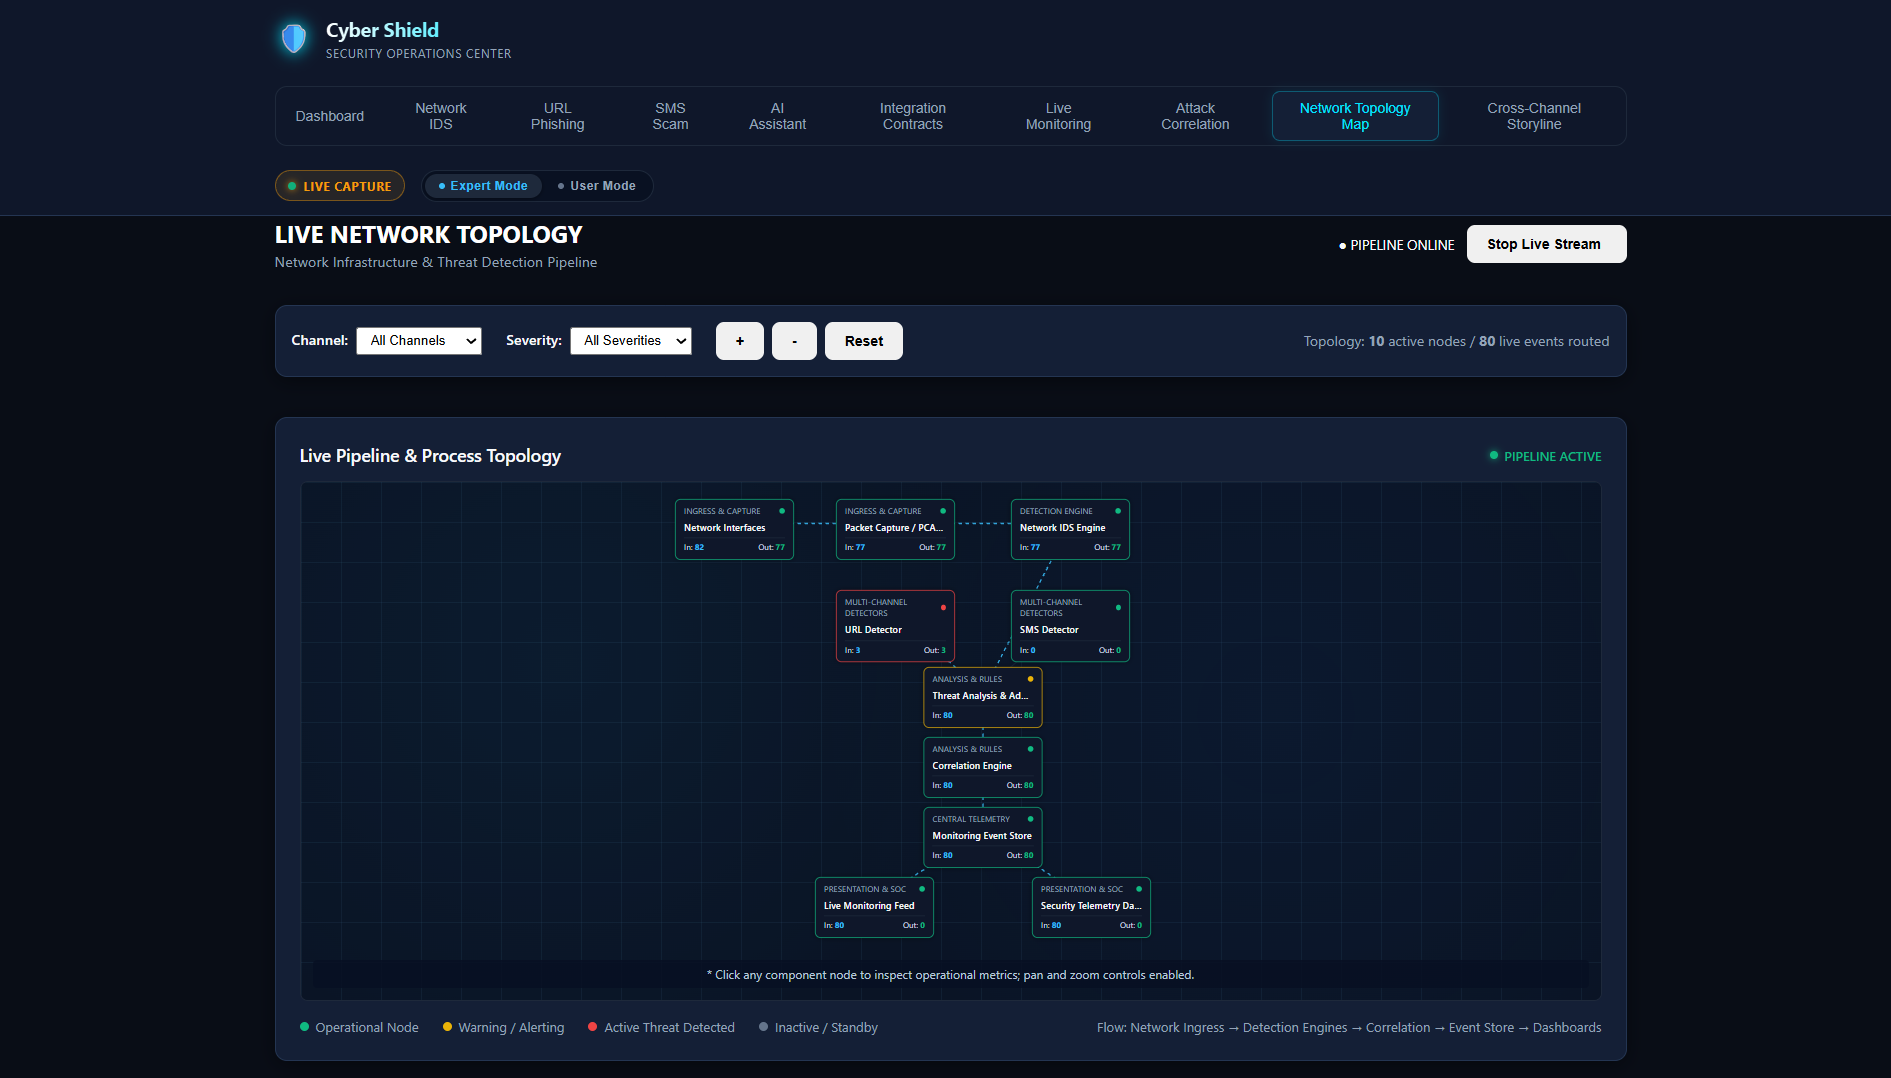 Cyber Shield
SECURITY OPERATIONS CENTER
Dashboard
Network
IDS
URL
Phishing
SMS
Scam
AI
Assistant
Integration
Contracts
Live
Monitoring
Attack
Correlation
Network Topology
Map
Cross-Channel
Storyline
LIVE CAPTURE
Expert Mode
User Mode
LIVE NETWORK TOPOLOGY
Network Infrastructure & Threat Detection Pipeline
● PIPELINE ONLINE
Stop Live Stream
Channel:
All Channels
Severity:
All Severities
+
-
Reset
Topology: 10 active nodes / 80 live events routed
Live Pipeline & Process Topology
PIPELINE ACTIVE
INGRESS & CAPTURE
Network Interfaces
In: 82 Out: 77
INGRESS & CAPTURE
Packet Capture / PCA...
In: 77 Out: 77
DETECTION ENGINE
Network IDS Engine
In: 77 Out: 77
MULTI-CHANNEL
DETECTORS
URL Detector
In: 3 Out: 3
MULTI-CHANNEL
DETECTORS
SMS Detector
In: 0 Out: 0
ANALYSIS & RULES
Threat Analysis & Ad...
In: 80 Out: 80
ANALYSIS & RULES
Correlation Engine
In: 80 Out: 80
CENTRAL TELEMETRY
Monitoring Event Store
In: 80 Out: 80
PRESENTATION & SOC
Live Monitoring Feed
In: 80 Out: 0
PRESENTATION & SOC
Security Telemetry Da...
In: 80 Out: 0
* Click any component node to inspect operational metrics; pan and zoom controls enabled.
Operational Node
Warning / Alerting
Active Threat Detected
Inactive / Standby
Flow: Network Ingress → Detection Engines → Correlation → Event Store → Dashboards